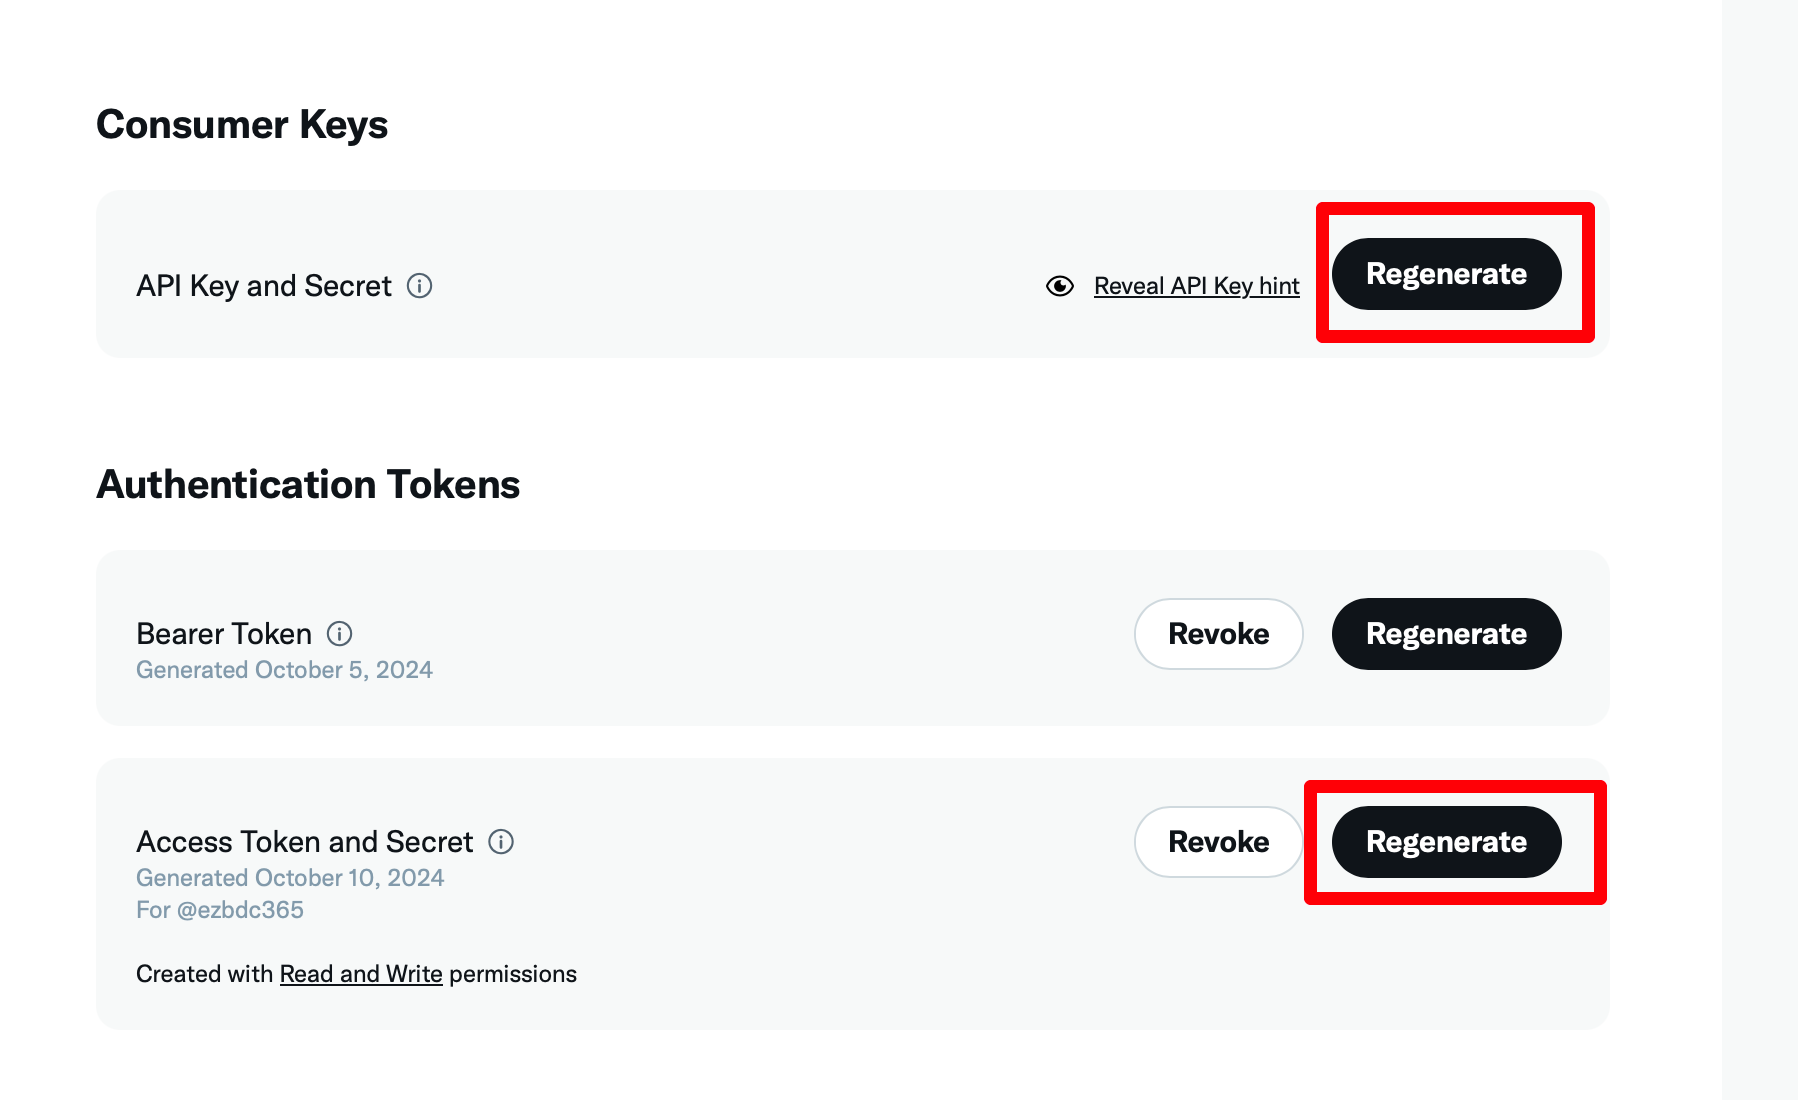 Consumer Keys
API Key and Secret
Reveal API Key hint
Regenerate
Authentication Tokens
Bearer Token
Revoke
Regenerate
Generated October 5, 2024
Access Token and Secret
Revoke
Regenerate
Generated October 10, 2024
For @ezbdc365
Created with Read and Write permissions